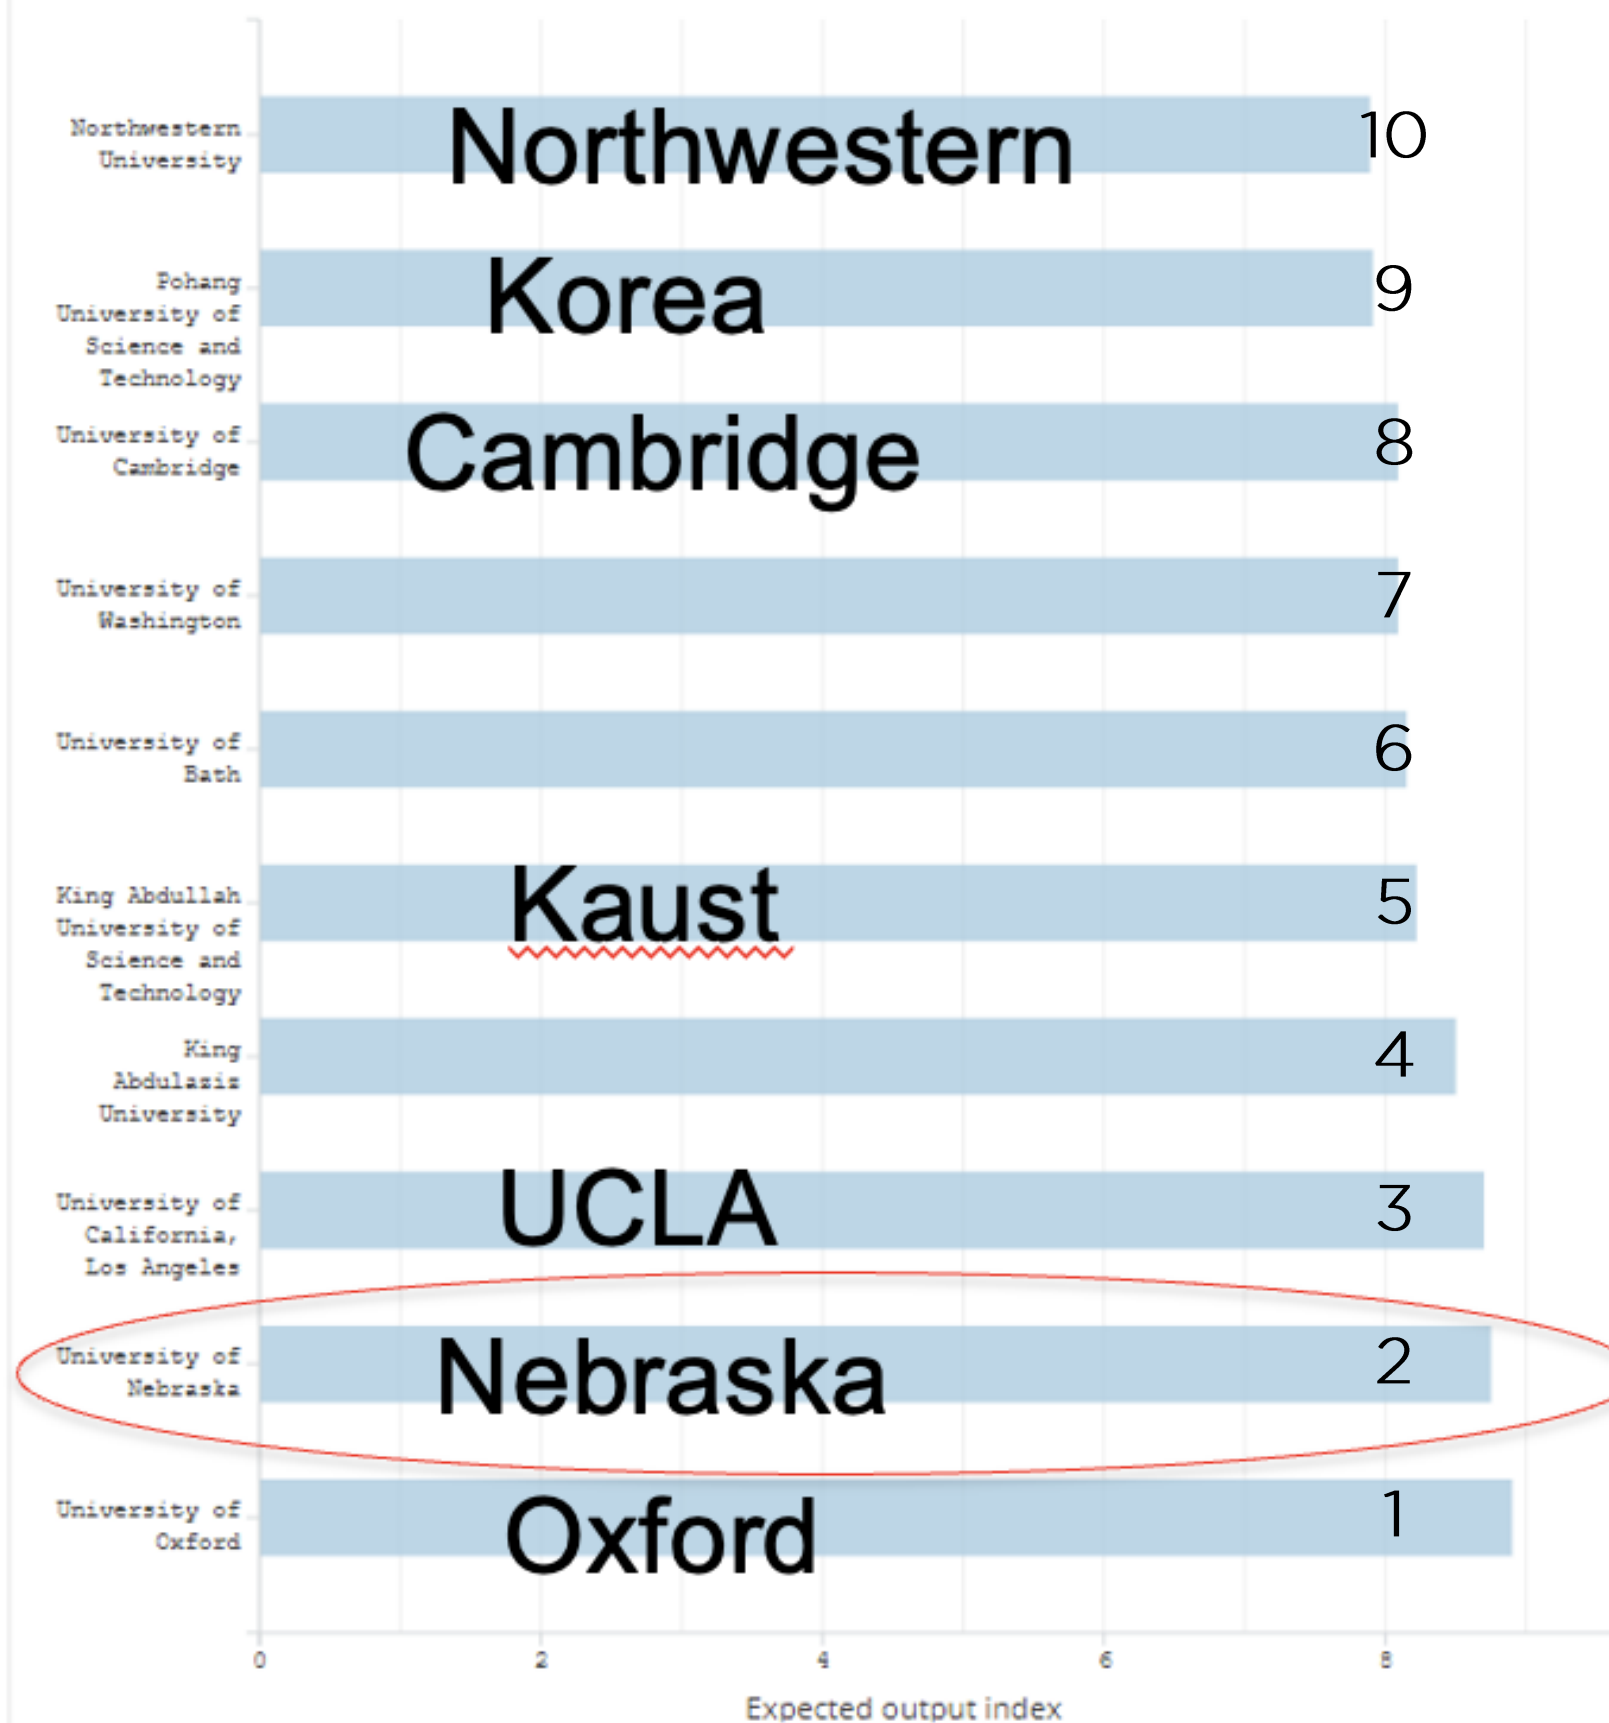 Northwestern
University
Northwestern
10
Pohang
University of
Science and
Technology
Korea
9
University of
Cambridge
Cambridge
8
University of
Washington
7
University of
Bath
6
King Abdullah
University of
Science and
Technology
Kaust
5
King
Abdulaziz
University
4
University of
California,
Los Angeles
UCLA
3
University of
Nebraska
Nebraska
2
University of
Oxford
Oxford
1
0 2 4 6 8
Expected output index